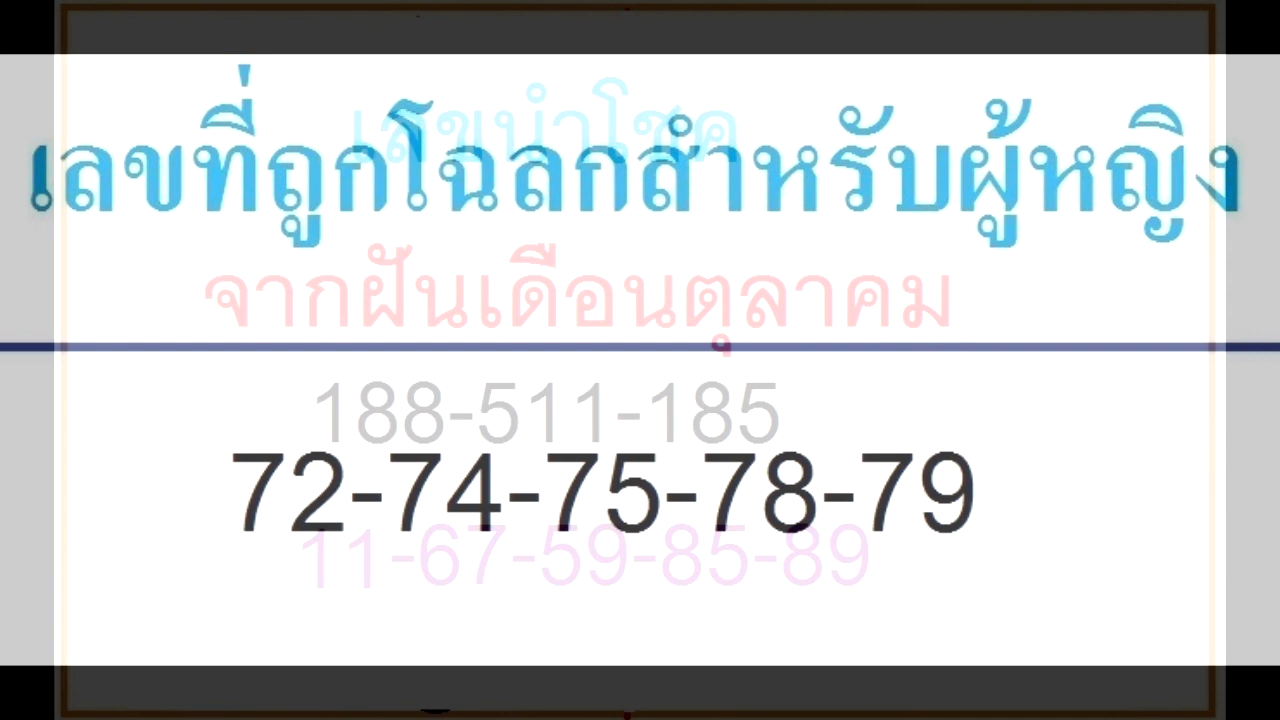 เลขนำโชค
เลขที่ถูกโฉลกสำหรับผู้หญิง
จากฝันเดือนตุลาคม
188-511-185
72-74-75-78-79
11-67-59-85-89